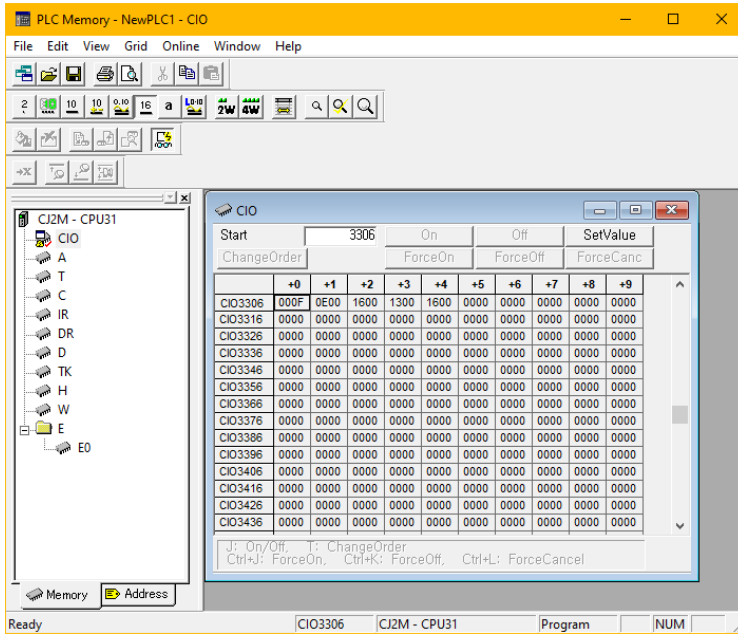 PLC Memory - NewPLC1 - CIO
File Edit View Grid Online Window Help
2 10 10 0.10 16 a L0-10 2W 4W
CJ2M - CPU31
CIO
A
T
C
IR
DR
D
TK
H
W
E
E0
Memory Address
CIO
Start 3306 On Off SetValue
ChangeOrder ForceOn ForceOff ForceCanc
+0 +1 +2 +3 +4 +5 +6 +7 +8 +9
CIO3306 000F 0E00 1600 1300 1600 0000 0000 0000 0000 0000
CIO3316 0000 0000 0000 0000 0000 0000 0000 0000 0000 0000
CIO3326 0000 0000 0000 0000 0000 0000 0000 0000 0000 0000
CIO3336 0000 0000 0000 0000 0000 0000 0000 0000 0000 0000
CIO3346 0000 0000 0000 0000 0000 0000 0000 0000 0000 0000
CIO3356 0000 0000 0000 0000 0000 0000 0000 0000 0000 0000
CIO3366 0000 0000 0000 0000 0000 0000 0000 0000 0000 0000
CIO3376 0000 0000 0000 0000 0000 0000 0000 0000 0000 0000
CIO3386 0000 0000 0000 0000 0000 0000 0000 0000 0000 0000
CIO3396 0000 0000 0000 0000 0000 0000 0000 0000 0000 0000
CIO3406 0000 0000 0000 0000 0000 0000 0000 0000 0000 0000
CIO3416 0000 0000 0000 0000 0000 0000 0000 0000 0000 0000
CIO3426 0000 0000 0000 0000 0000 0000 0000 0000 0000 0000
CIO3436 0000 0000 0000 0000 0000 0000 0000 0000 0000 0000
J: On/Off, T: ChangeOrder
Ctrl+J: ForceOn, Ctrl+K: ForceOff, Ctrl+L: ForceCancel
Ready CIO3306 CJ2M - CPU31 Program NUM